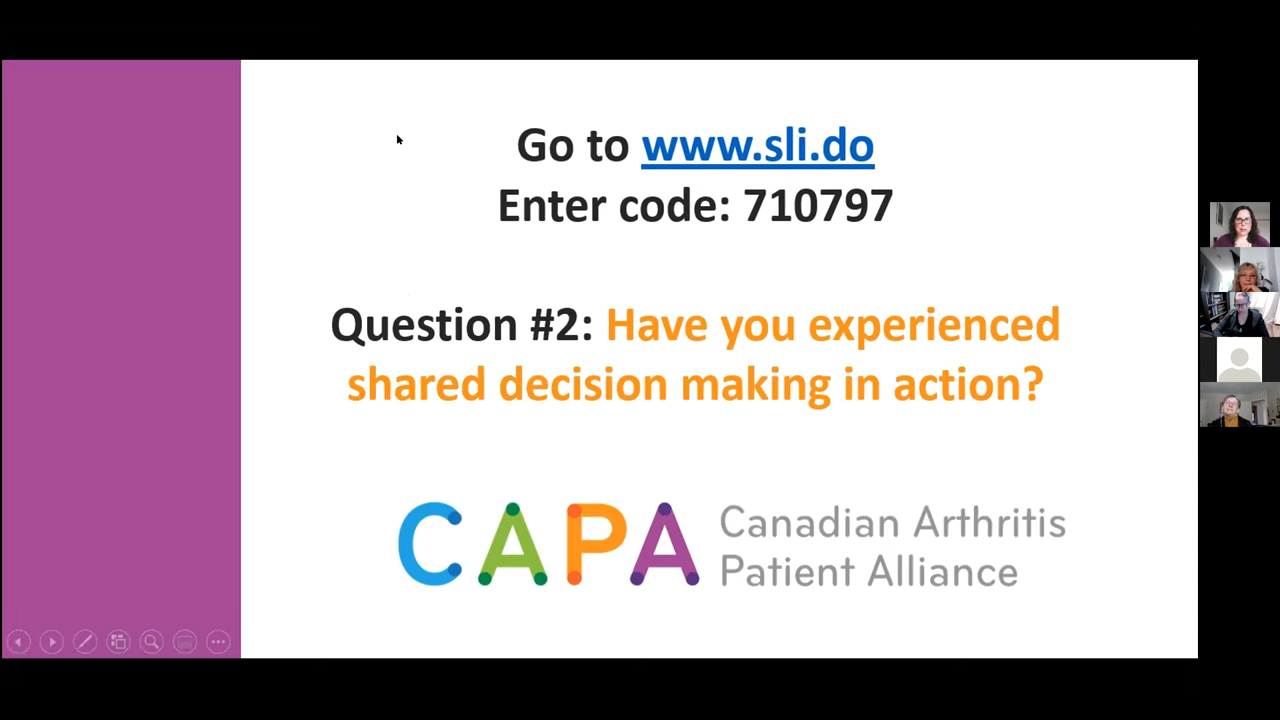 Go to www.sli.do
Enter code: 710797
Question #2: Have you experienced
shared decision making in action?
CAPA Canadian Arthritis
Patient Alliance